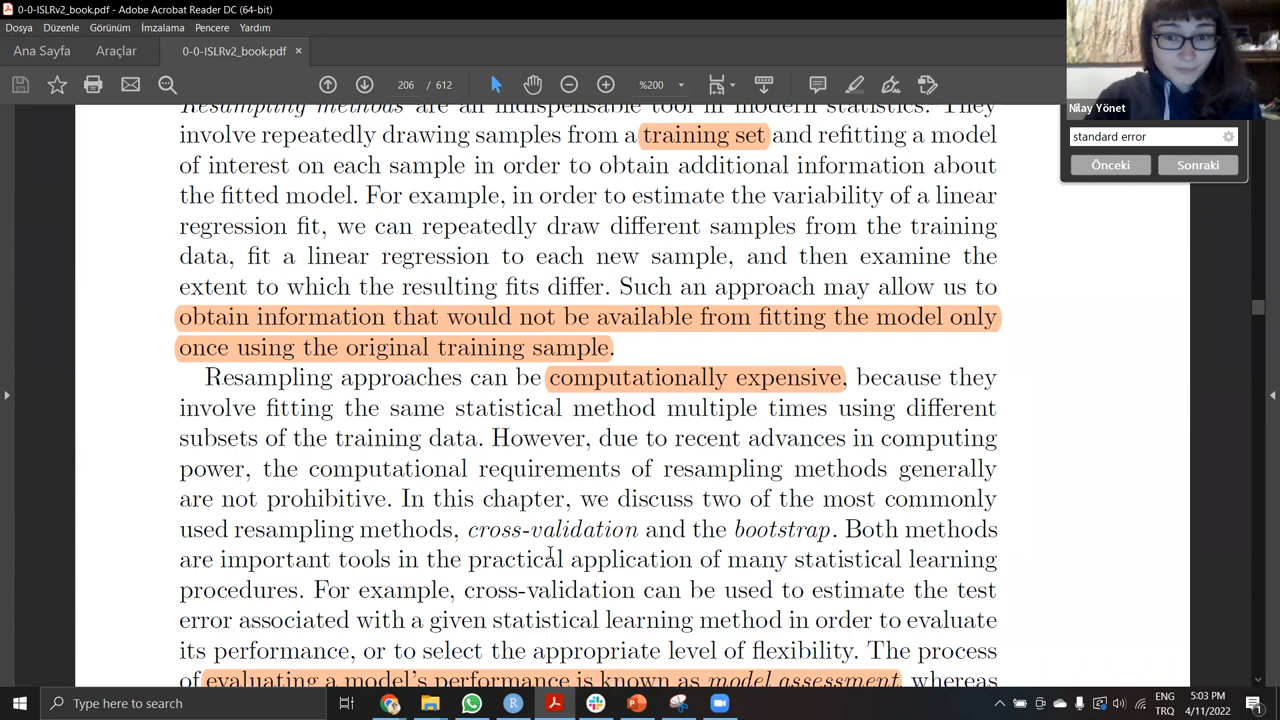 0-0-ISLRv2_book.pdf - Adobe Acrobat Reader DC (64-bit)
Dosya Düzenle Görünüm İmzalama Pencere Yardım
Ana Sayfa Araçlar 0-0-ISLRv2_book.pdf ×
206 / 612 %200
Nilay Yönet
standard error
Önceki Sonraki
Resampling methods are an indispensable tool in modern statistics. They
involve repeatedly drawing samples from a training set and refitting a model
of interest on each sample in order to obtain additional information about
the fitted model. For example, in order to estimate the variability of a linear
regression fit, we can repeatedly draw different samples from the training
data, fit a linear regression to each new sample, and then examine the
extent to which the resulting fits differ. Such an approach may allow us to
obtain information that would not be available from fitting the model only
once using the original training sample.
Resampling approaches can be computationally expensive, because they
involve fitting the same statistical method multiple times using different
subsets of the training data. However, due to recent advances in computing
power, the computational requirements of resampling methods generally
are not prohibitive. In this chapter, we discuss two of the most commonly
used resampling methods, cross-validation and the bootstrap. Both methods
are important tools in the practical application of many statistical learning
procedures. For example, cross-validation can be used to estimate the test
error associated with a given statistical learning method in order to evaluate
its performance, or to select the appropriate level of flexibility. The process
of evaluating a model's performance is known as model assessment, whereas
Type here to search
ENG
TRQ
5:03 PM
4/11/2022